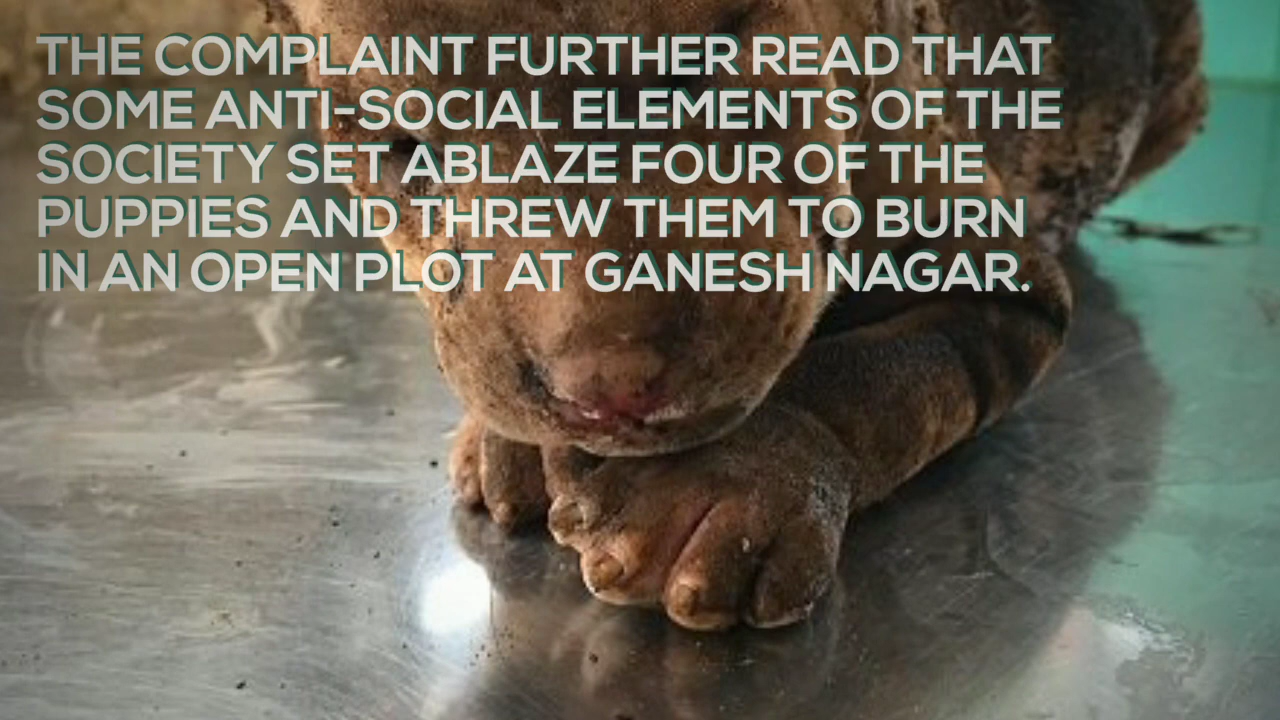 THE COMPLAINT FURTHER READ THAT
SOME ANTI-SOCIAL ELEMENTS OF THE
SOCIETY SET ABLAZE FOUR OF THE
PUPPIES AND THREW THEM TO BURN
IN AN OPEN PLOT AT GANESH NAGAR.